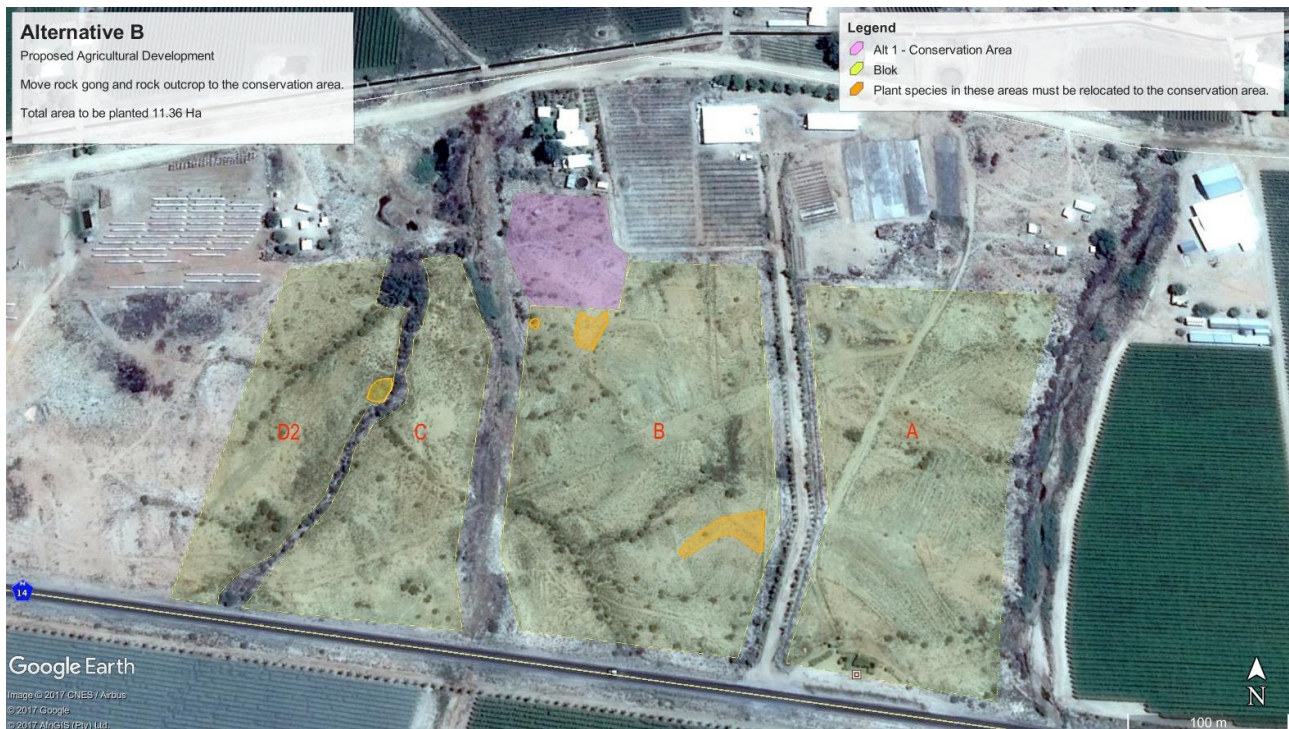 Alternative B
Proposed Agricultural Development
Move rock gong and rock outcrop to the conservation area.
Total area to be planted 11.36 Ha
Legend
Alt 1 - Conservation Area
Blok
Plant species in these areas must be relocated to the conservation area.
D2
C
B
A
N
14
Google Earth
Image © 2017 CNES / Airbus
© 2017 Google
© 2017 AfriGIS (Pty) Ltd.
N
100 m